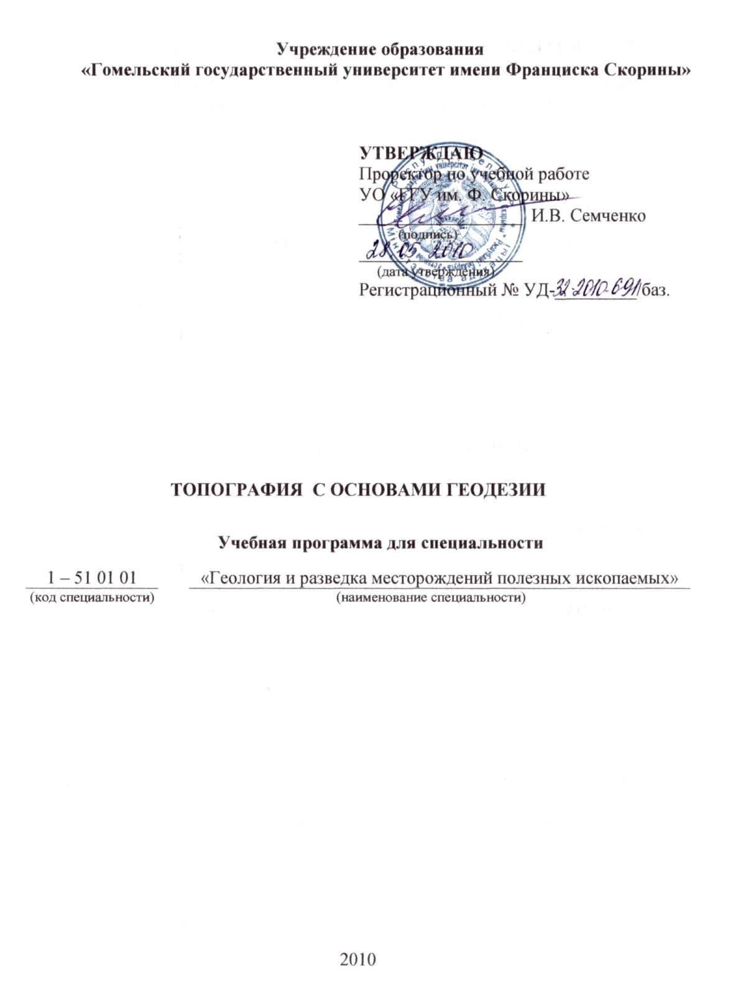 Учреждение образования
«Гомельский государственный университет имени Франциска Скорины»
УТВЕРЖДАЮ
Проректор по учебной работе
УО «ГГУ им. Ф. Скорины»
И.В. Семченко
(подпись)
28 05 2010
(дата утверждения)
Регистрационный № УД-32-2010-691/баз.
ТОПОГРАФИЯ С ОСНОВАМИ ГЕОДЕЗИИ
Учебная программа для специальности
1 – 51 01 01 «Геология и разведка месторождений полезных ископаемых»
(код специальности) (наименование специальности)
2010